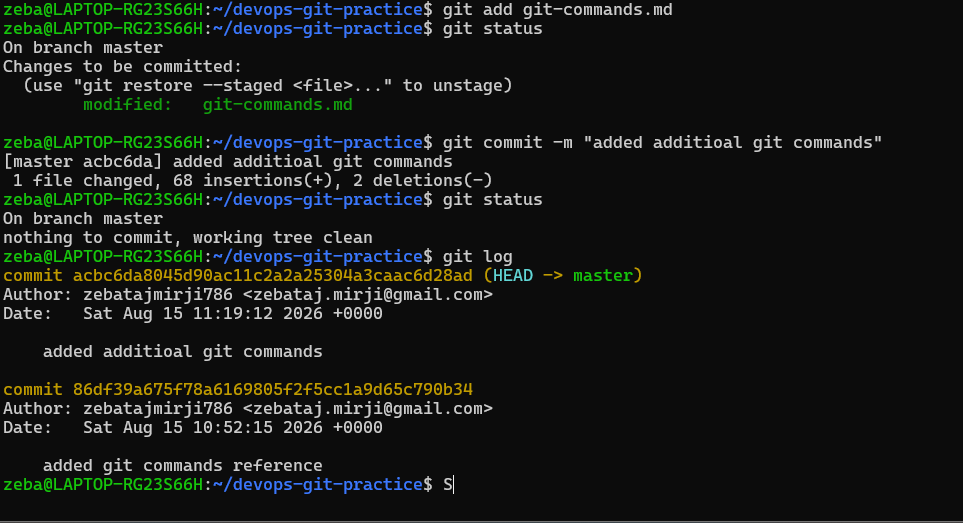 zeba@LAPTOP-RG23S66H:~/devops-git-practice$ git add git-commands.md
zeba@LAPTOP-RG23S66H:~/devops-git-practice$ git status
On branch master
Changes to be committed:
  (use "git restore --staged <file>..." to unstage)
        modified:   git-commands.md

zeba@LAPTOP-RG23S66H:~/devops-git-practice$ git commit -m "added additioal git commands"
[master acbc6da] added additioal git commands
 1 file changed, 68 insertions(+), 2 deletions(-)
zeba@LAPTOP-RG23S66H:~/devops-git-practice$ git status
On branch master
nothing to commit, working tree clean
zeba@LAPTOP-RG23S66H:~/devops-git-practice$ git log
commit acbc6da8045d90ac11c2a2a25304a3caac6d28ad (HEAD -> master)
Author: zebatajmirji786 <zebataj.mirji@gmail.com>
Date:   Sat Aug 15 11:19:12 2026 +0000

    added additioal git commands

commit 86df39a675f78a6169805f2f5cc1a9d65c790b34
Author: zebatajmirji786 <zebataj.mirji@gmail.com>
Date:   Sat Aug 15 10:52:15 2026 +0000

    added git commands reference
zeba@LAPTOP-RG23S66H:~/devops-git-practice$ S